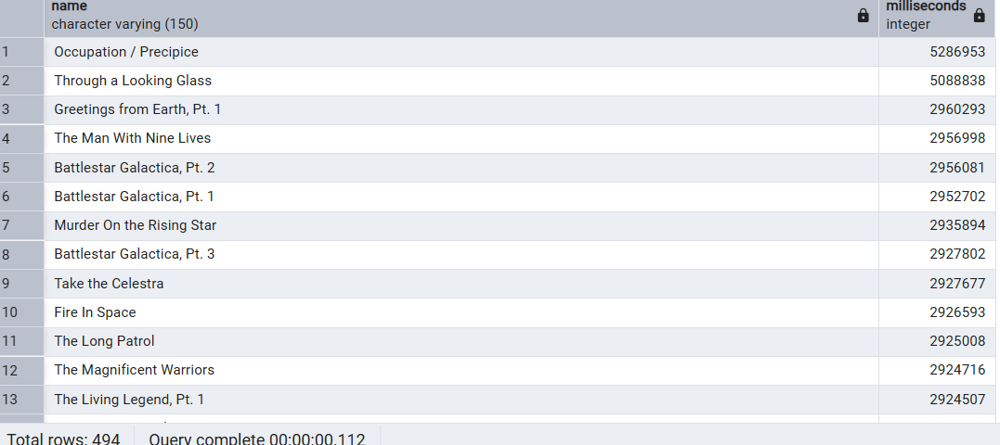 name milliseconds
character varying (150) integer
1 Occupation / Precipice 5286953
2 Through a Looking Glass 5088838
3 Greetings from Earth, Pt. 1 2960293
4 The Man With Nine Lives 2956998
5 Battlestar Galactica, Pt. 2 2956081
6 Battlestar Galactica, Pt. 1 2952702
7 Murder On the Rising Star 2935894
8 Battlestar Galactica, Pt. 3 2927802
9 Take the Celestra 2927677
10 Fire In Space 2926593
11 The Long Patrol 2925008
12 The Magnificent Warriors 2924716
13 The Living Legend, Pt. 1 2924507
Total rows: 494 Query complete 00:00:00.112